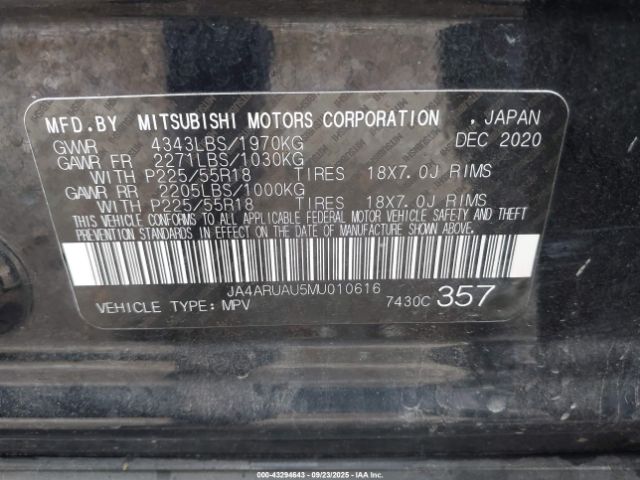 MFD.BY MITSUBISHI MOTORS CORPORATION . JAPAN
GVWR 4343LBS/1970KG DEC 2020
GAWR FR 2271LBS/1030KG
WITH P225/55R18 TIRES 18X7.0J RIMS
GAWR RR 2205LBS/1000KG
WITH P225/55R18 TIRES 18X7.0J RIMS
THIS VEHICLE CONFORMS TO ALL APPLICABLE FEDERAL MOTOR VEHICLE SAFETY AND THEFT
PREVENTION STANDARDS IN EFFECT ON THE DATE OF MANUFACTURE SHOWN ABOVE.
JA4ARUAU5MU010616
VEHICLE TYPE: MPV 7430C 357
000-43294643 - 09/23/2025 - IAAI.COM